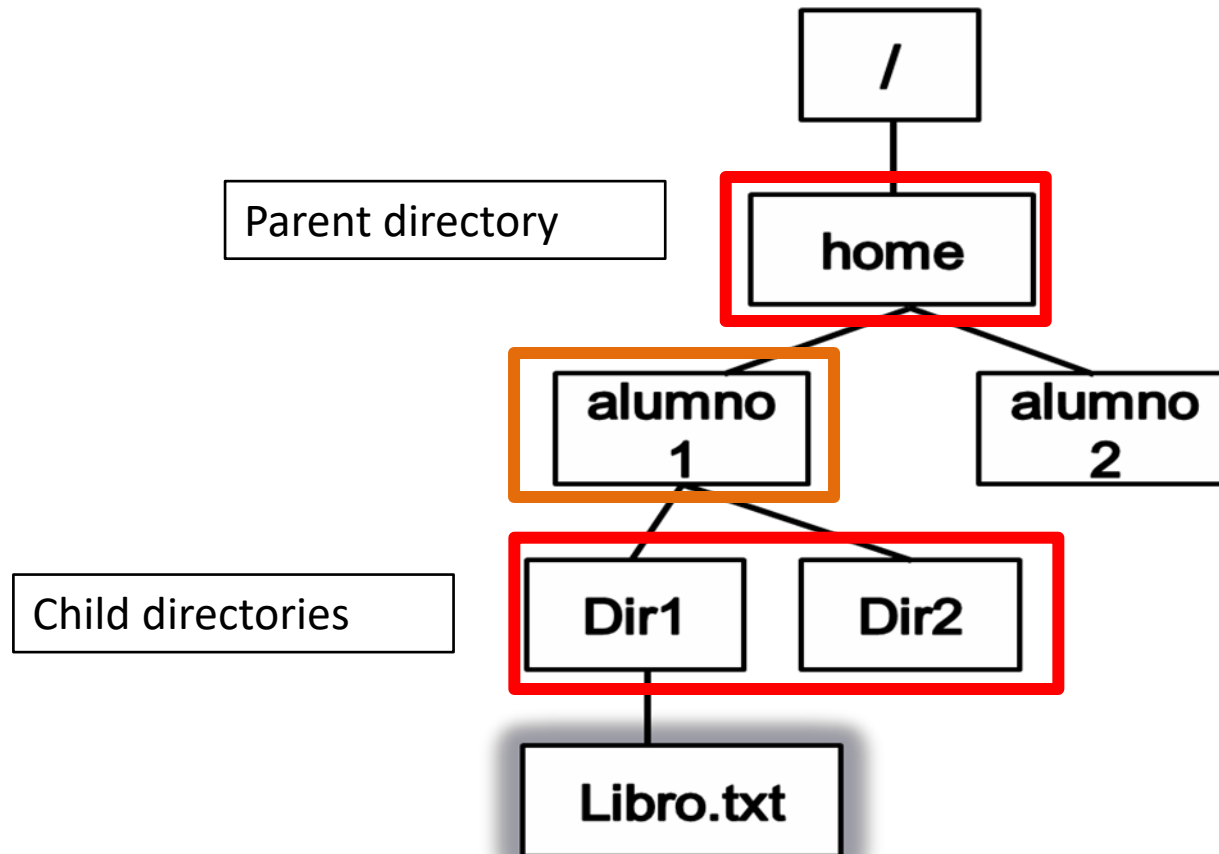 /
Parent directory
home
alumno
1
alumno
2
Child directories
Dir1
Dir2
Libro.txt